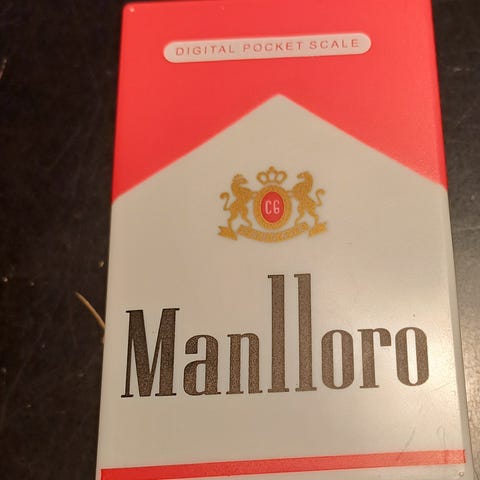 DIGITAL POCKET SCALE
CG
Manlloro